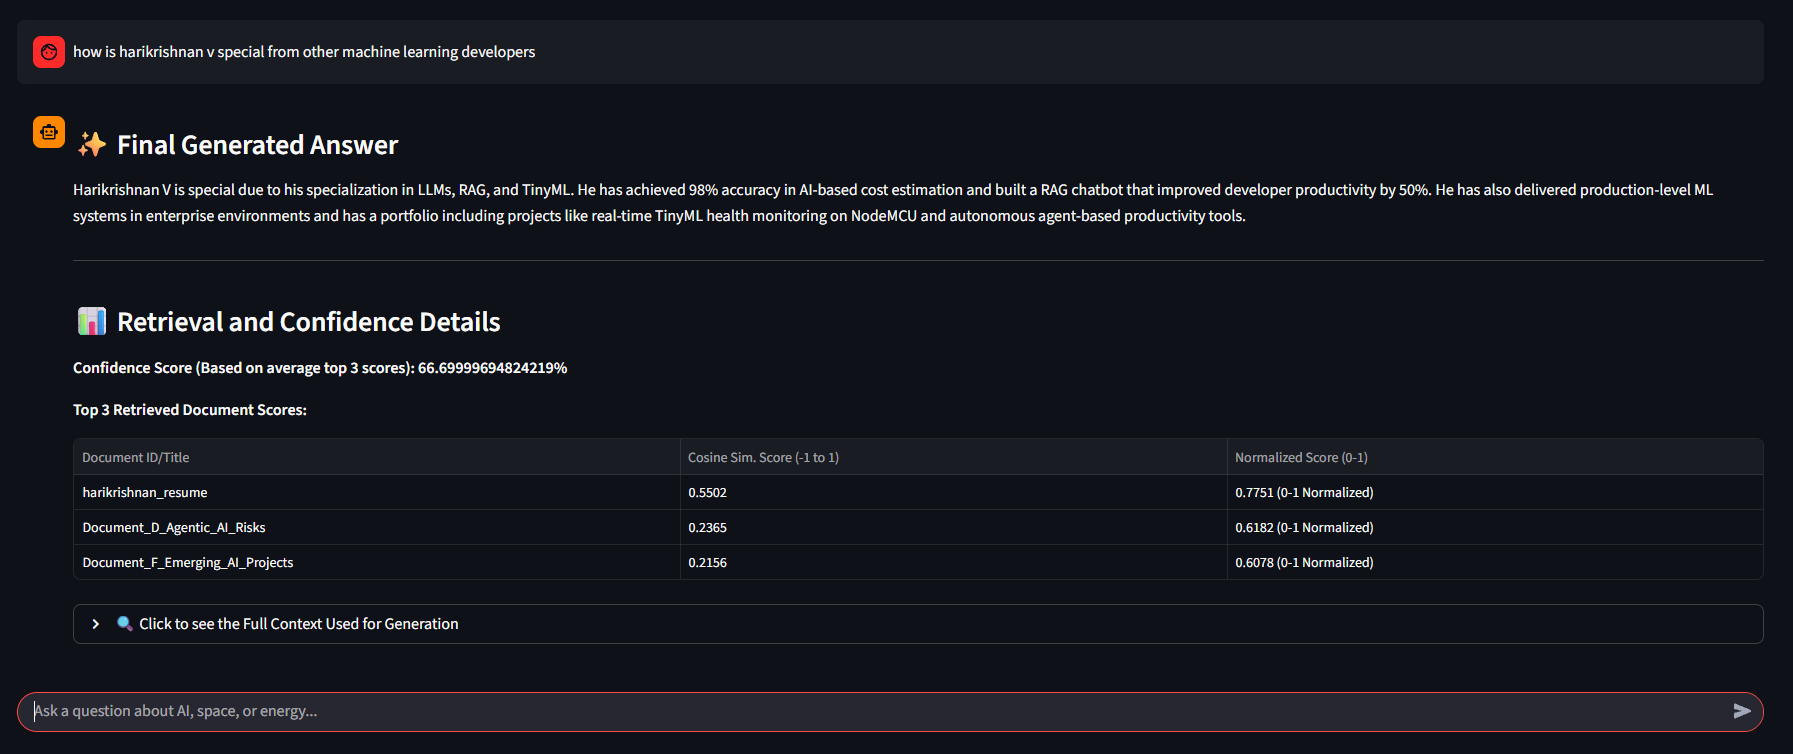 how is harikrishnan v special from other machine learning developers
Final Generated Answer
Harikrishnan V is special due to his specialization in LLMs, RAG, and TinyML. He has achieved 98% accuracy in AI-based cost estimation and built a RAG chatbot that improved developer productivity by 50%. He has also delivered production-level ML
systems in enterprise environments and has a portfolio including projects like real-time TinyML health monitoring on NodeMCU and autonomous agent-based productivity tools.
Retrieval and Confidence Details
Confidence Score (Based on average top 3 scores): 66.69999694824219%
Top 3 Retrieved Document Scores:
Document ID/Title Cosine Sim. Score (-1 to 1) Normalized Score (0-1)
harikrishnan_resume 0.5502 0.7751 (0-1 Normalized)
Document_D_Agentic_AI_Risks 0.2365 0.6182 (0-1 Normalized)
Document_F_Emerging_AI_Projects 0.2156 0.6078 (0-1 Normalized)
Click to see the Full Context Used for Generation
Ask a question about AI, space, or energy...